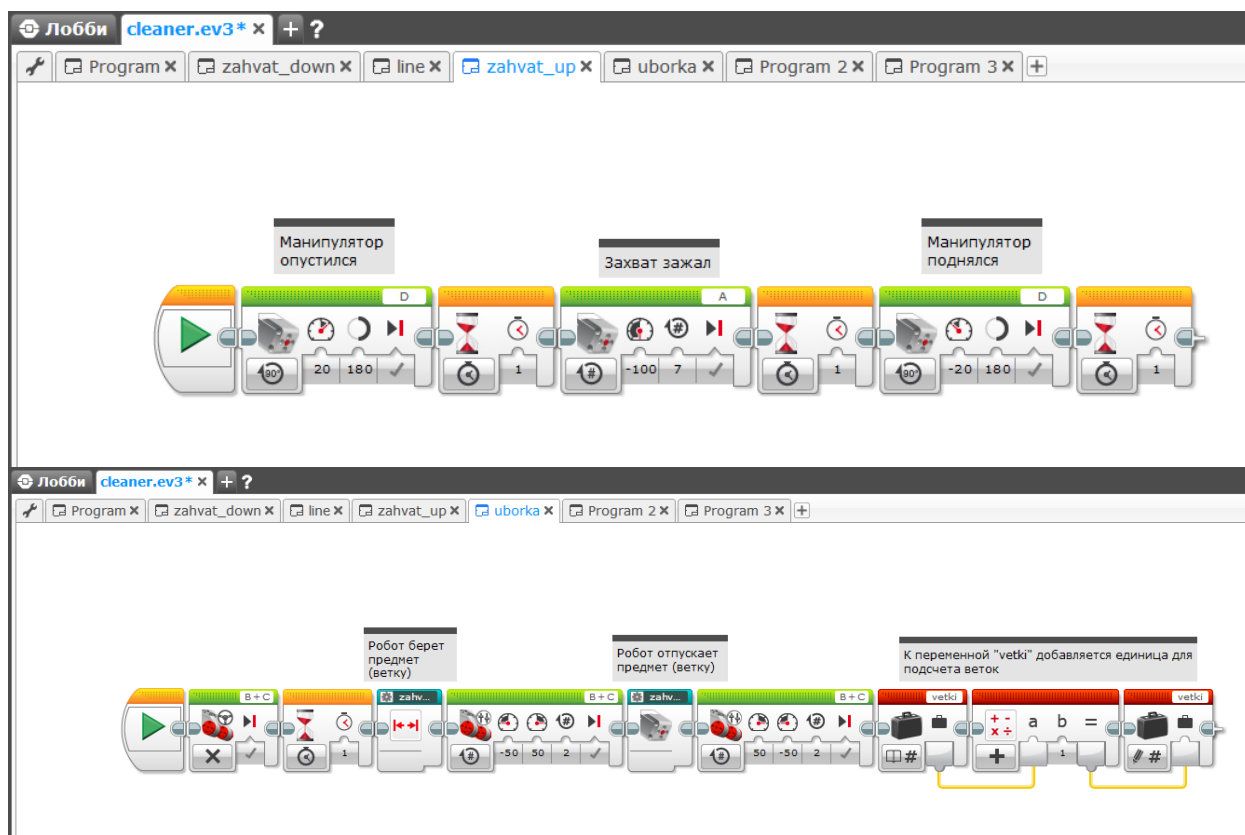 Лобби cleaner.ev3* × + ?
Program × zahvat_down × line × zahvat_up × uborka × Program 2 × Program 3 × +
Манипулятор
опустился
Захват зажал
Манипулятор
поднялся
D A D
20 180 1 -100 7 1 -20 180 1
Лобби cleaner.ev3* × + ?
Program × zahvat_down × line × zahvat_up × uborka × Program 2 × Program 3 × +
Робот берет
предмет
(ветку)
Робот отпускает
предмет (ветку)
К переменной "vetki" добавляется единица для
подсчета веток
B+C zahv... B+C zahv... B+C vetki vetki
a b =
1 -50 50 2 50 -50 2 # 1 #